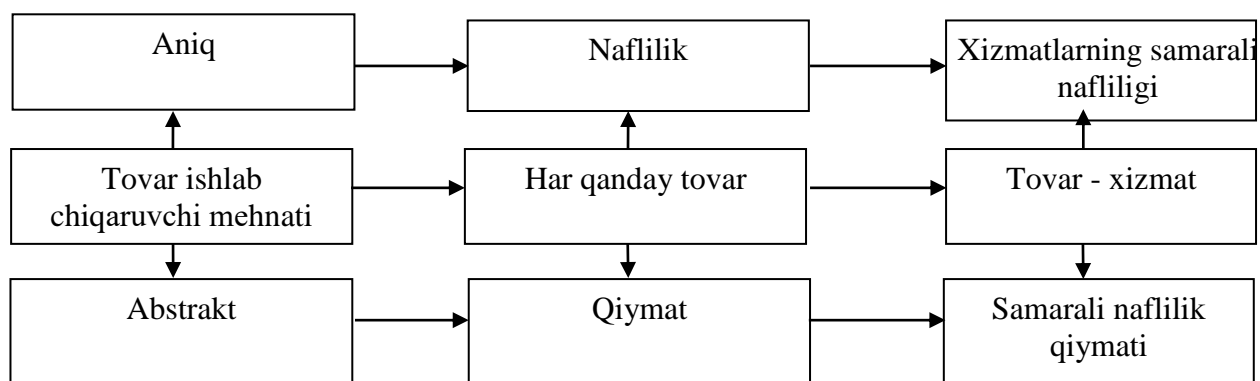 Aniq
Naflilik
Xizmatlarning samarali
nafliligi
Tovar ishlab
chiqaruvchi mehnati
Har qanday tovar
Tovar - xizmat
Abstrakt
Qiymat
Samarali naflilik
qiymati